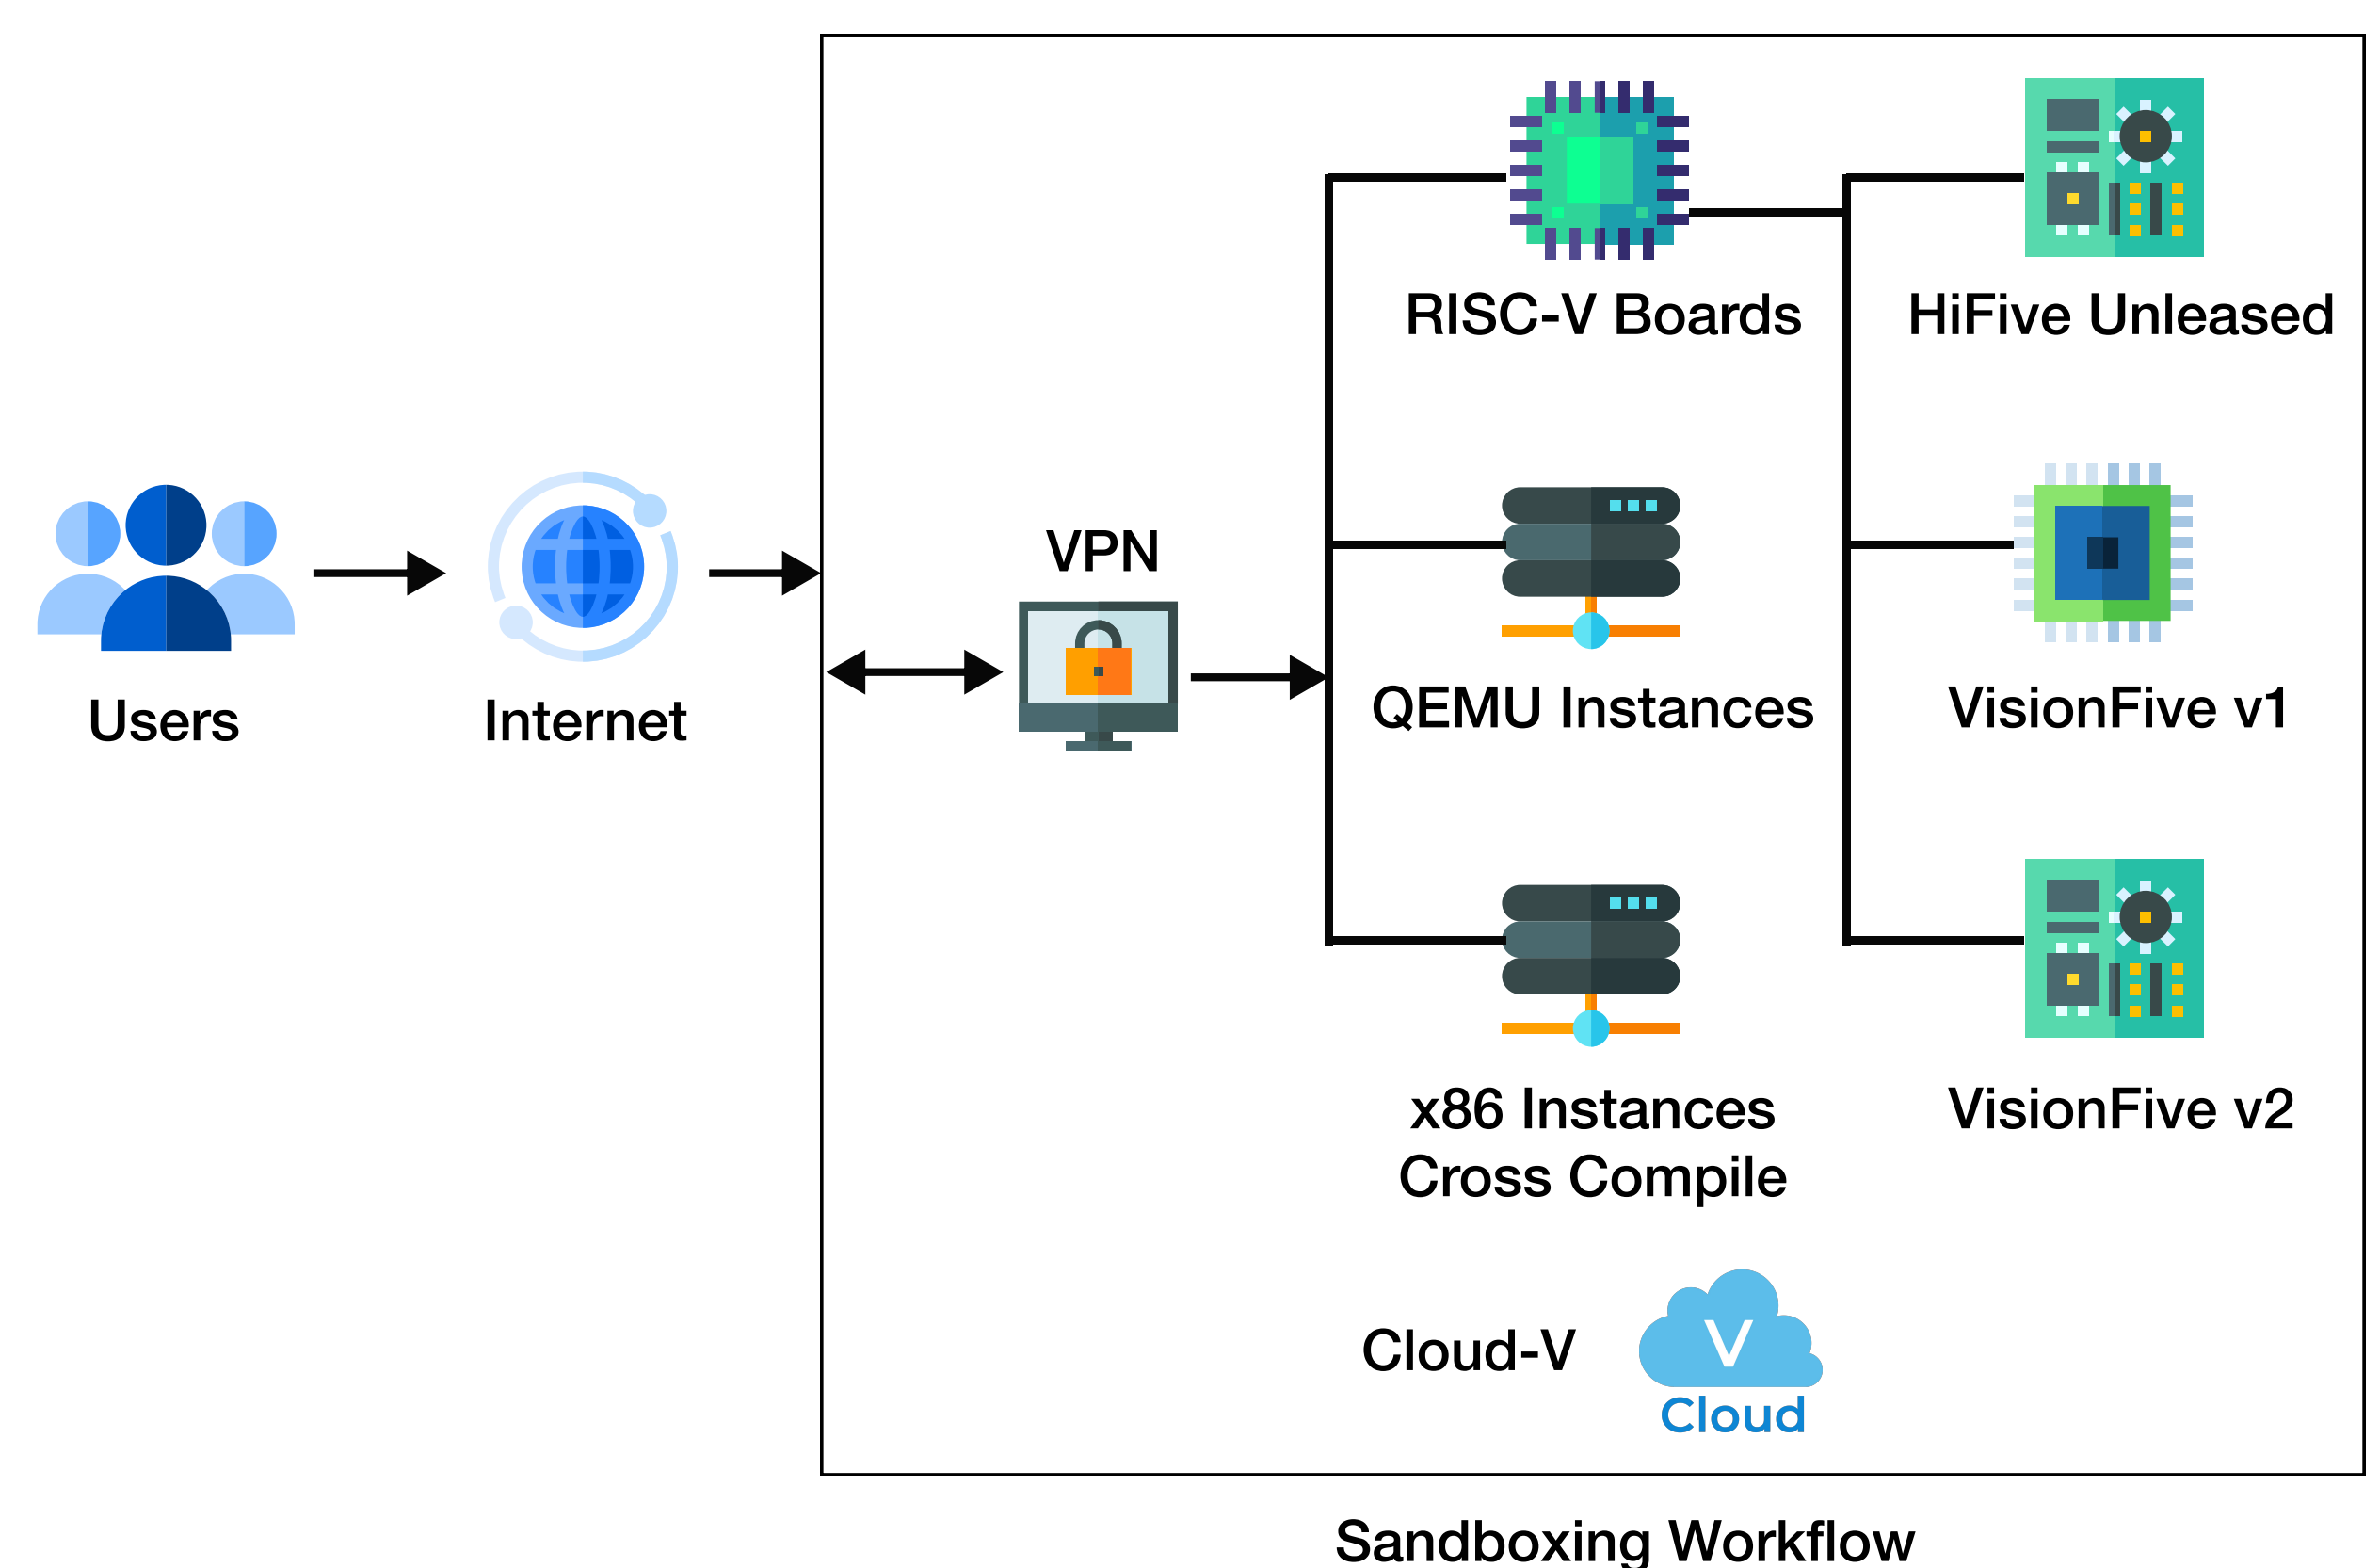 RISC-V Boards
HiFive Unleased
VPN
Users
Internet
QEMU Instances
VisionFive v1
x86 Instances
Cross Compile
VisionFive v2
Cloud-V
V
Cloud
Sandboxing Workflow